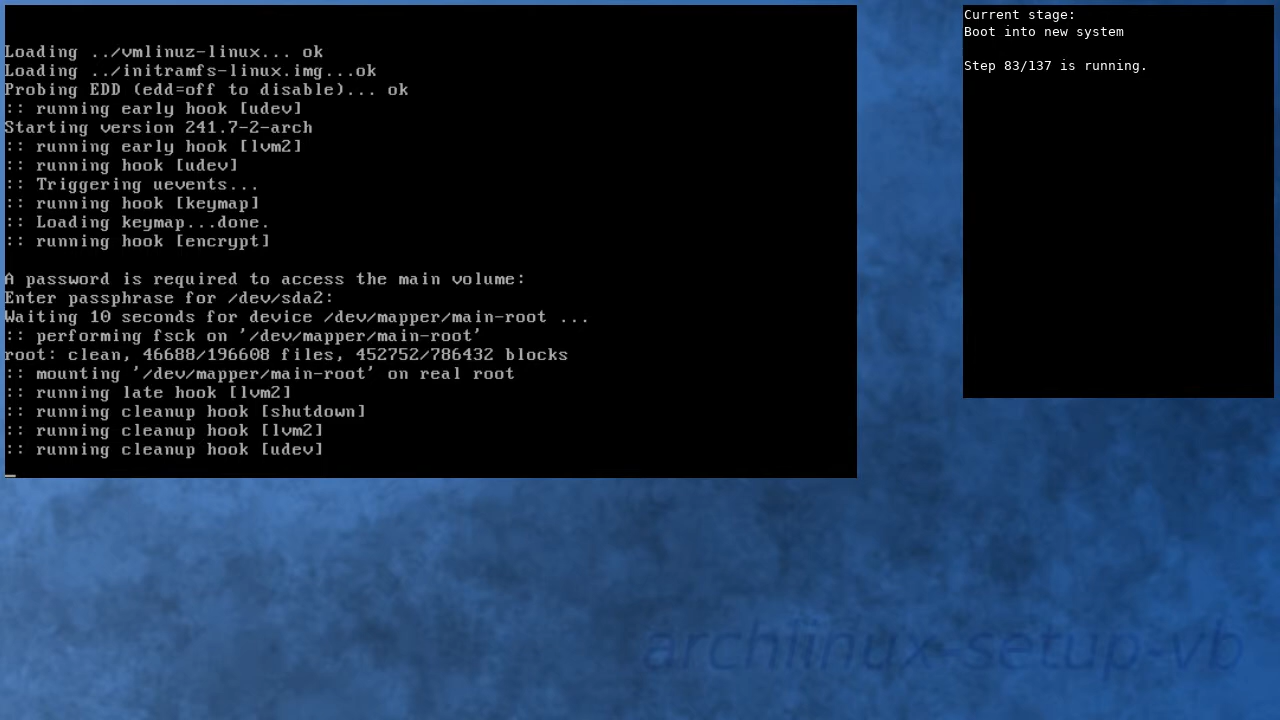 Loading ../vmlinuz-linux... ok
Loading ../initramfs-linux.img...ok
Probing EDD (edd=off to disable)... ok
:: running early hook [udev]
Starting version 241.7-2-arch
:: running early hook [lvm2]
:: running hook [udev]
:: Triggering uevents...
:: running hook [keymap]
:: Loading keymap...done.
:: running hook [encrypt]
A password is required to access the main volume:
Enter passphrase for /dev/sda2:
Waiting 10 seconds for device /dev/mapper/main-root ...
:: performing fsck on '/dev/mapper/main-root'
root: clean, 46688/196608 files, 452752/786432 blocks
:: mounting '/dev/mapper/main-root' on real root
:: running late hook [lvm2]
:: running cleanup hook [shutdown]
:: running cleanup hook [lvm2]
:: running cleanup hook [udev]
_
Current stage:
Boot into new system
Step 83/137 is running.
archlinux-setup-vb